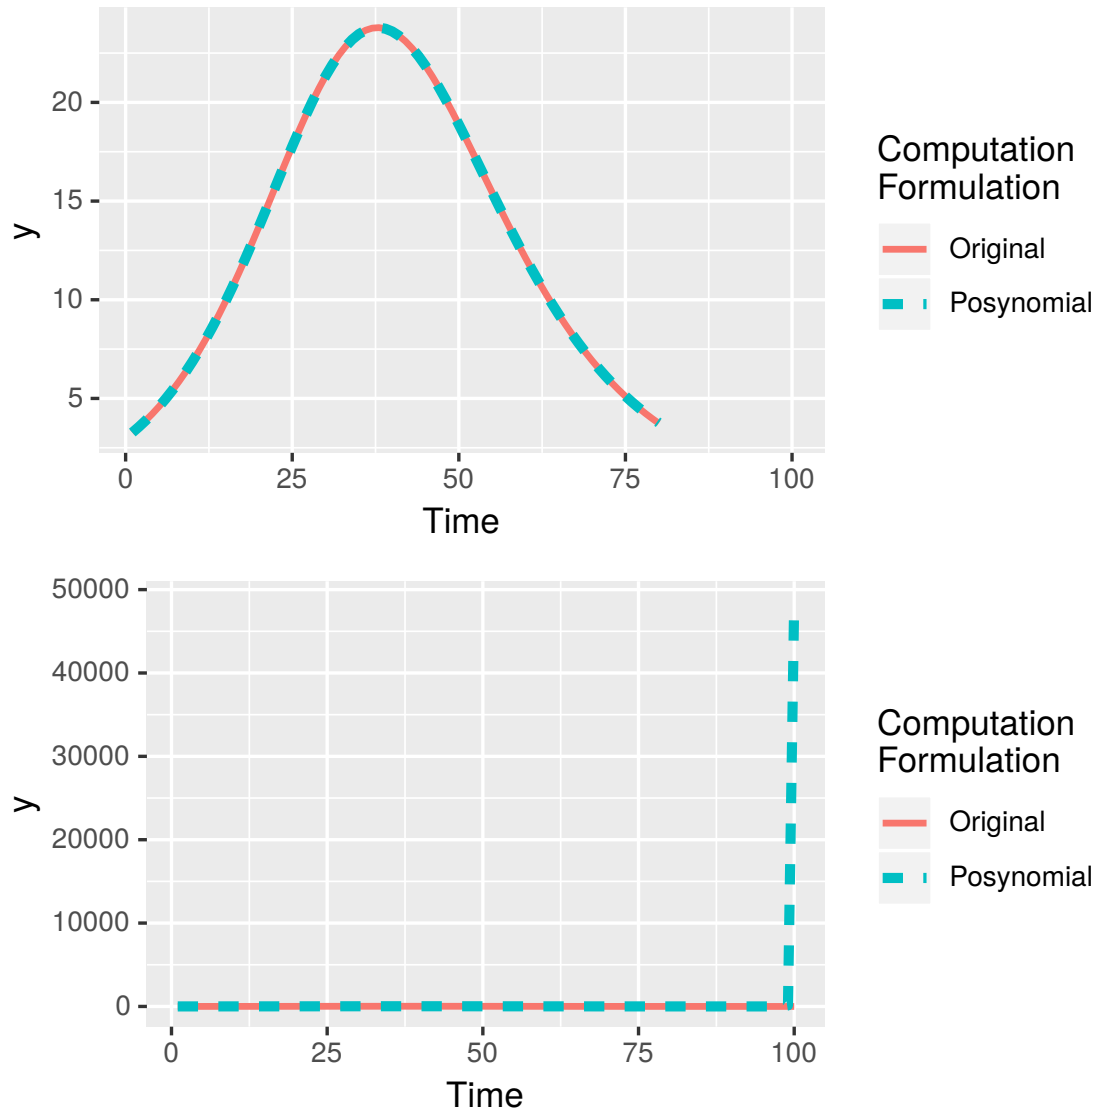 20
15
10
5
y
0 25 50 75 100
Time
Computation
Formulation
Original
Posynomial
50000
40000
30000
20000
10000
0
y
0 25 50 75 100
Time
Computation
Formulation
Original
Posynomial